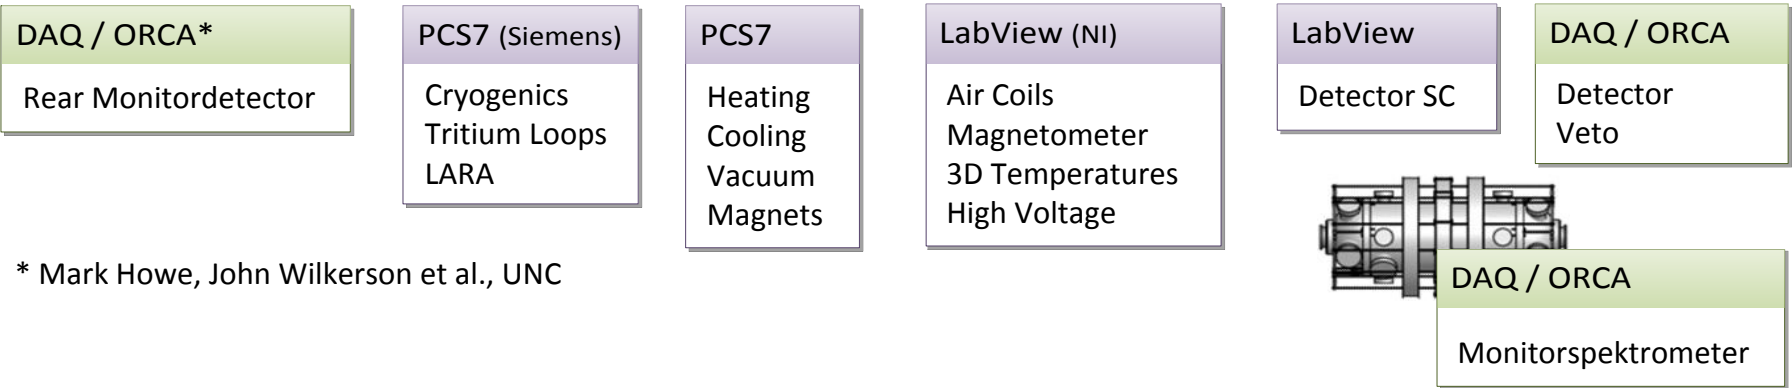 DAQ / ORCA*
Rear Monitordetector
PCS7 (Siemens)
Cryogenics
Tritium Loops
LARA
PCS7
Heating
Cooling
Vacuum
Magnets
LabView (NI)
Air Coils
Magnetometer
3D Temperatures
High Voltage
LabView
Detector SC
DAQ / ORCA
Detector
Veto
* Mark Howe, John Wilkerson et al., UNC
DAQ / ORCA
Monitorspektrometer